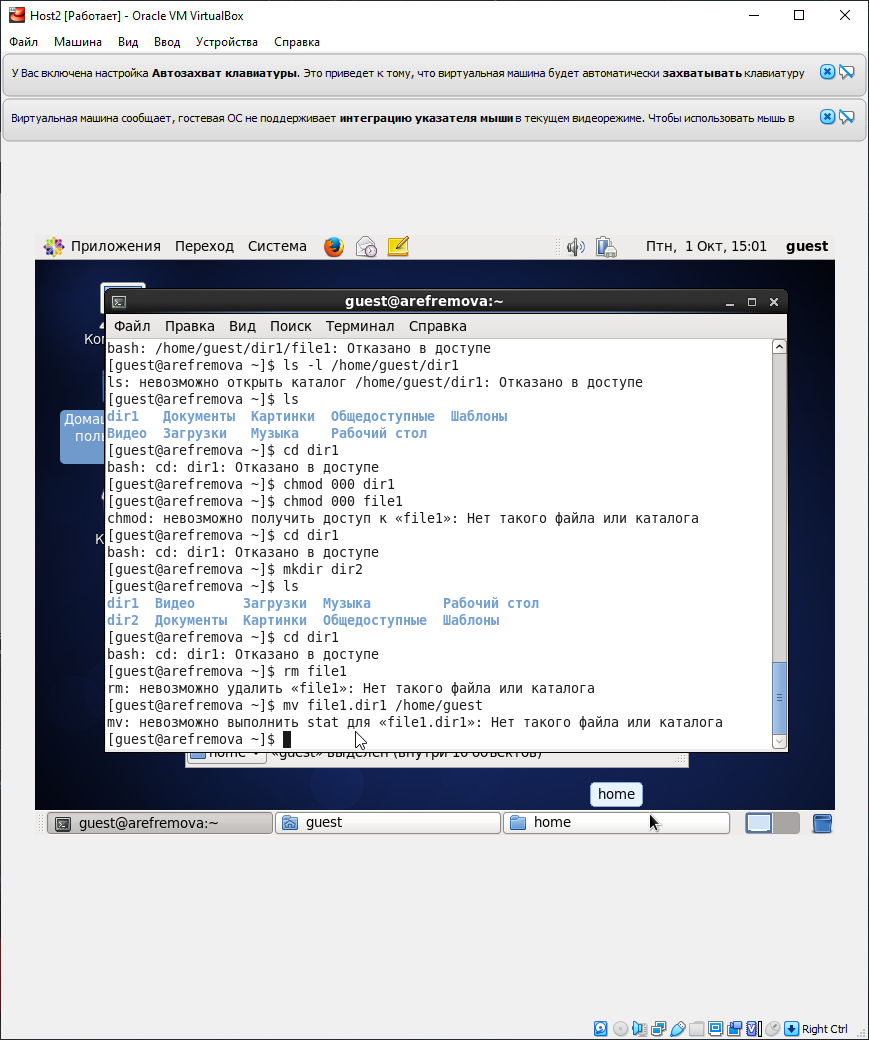 Host2 [Работает] - Oracle VM VirtualBox
Файл Машина Вид Ввод Устройства Справка
У Вас включена настройка Автозахват клавиатуры. Это приведет к тому, что виртуальная машина будет автоматически захватывать клавиатуру
Виртуальная машина сообщает, гостевая ОС не поддерживает интеграцию указателя мыши в текущем видеорежиме. Чтобы использовать мышь в
Приложения Переход Система Птн, 1 Окт, 15:01 guest
guest@arefremova:~
Файл Правка Вид Поиск Терминал Справка
bash: /home/guest/dir1/file1: Отказано в доступе
[guest@arefremova ~]$ ls -l /home/guest/dir1
ls: невозможно открыть каталог /home/guest/dir1: Отказано в доступе
[guest@arefremova ~]$ ls
dir1 Документы Картинки Общедоступные Шаблоны
Видео Загрузки Музыка Рабочий стол
[guest@arefremova ~]$ cd dir1
bash: cd: dir1: Отказано в доступе
[guest@arefremova ~]$ chmod 000 dir1
[guest@arefremova ~]$ chmod 000 file1
chmod: невозможно получить доступ к «file1»: Нет такого файла или каталога
[guest@arefremova ~]$ cd dir1
bash: cd: dir1: Отказано в доступе
[guest@arefremova ~]$ mkdir dir2
[guest@arefremova ~]$ ls
dir1 Видео Загрузки Музыка Рабочий стол
dir2 Документы Картинки Общедоступные Шаблоны
[guest@arefremova ~]$ cd dir1
bash: cd: dir1: Отказано в доступе
[guest@arefremova ~]$ rm file1
rm: невозможно удалить «file1»: Нет такого файла или каталога
[guest@arefremova ~]$ mv file1.dir1 /home/guest
mv: невозможно выполнить stat для «file1.dir1»: Нет такого файла или каталога
[guest@arefremova ~]$
home «guest» выделен (внутри 10 объектов)
home
guest@arefremova:~ guest home
Right Ctrl